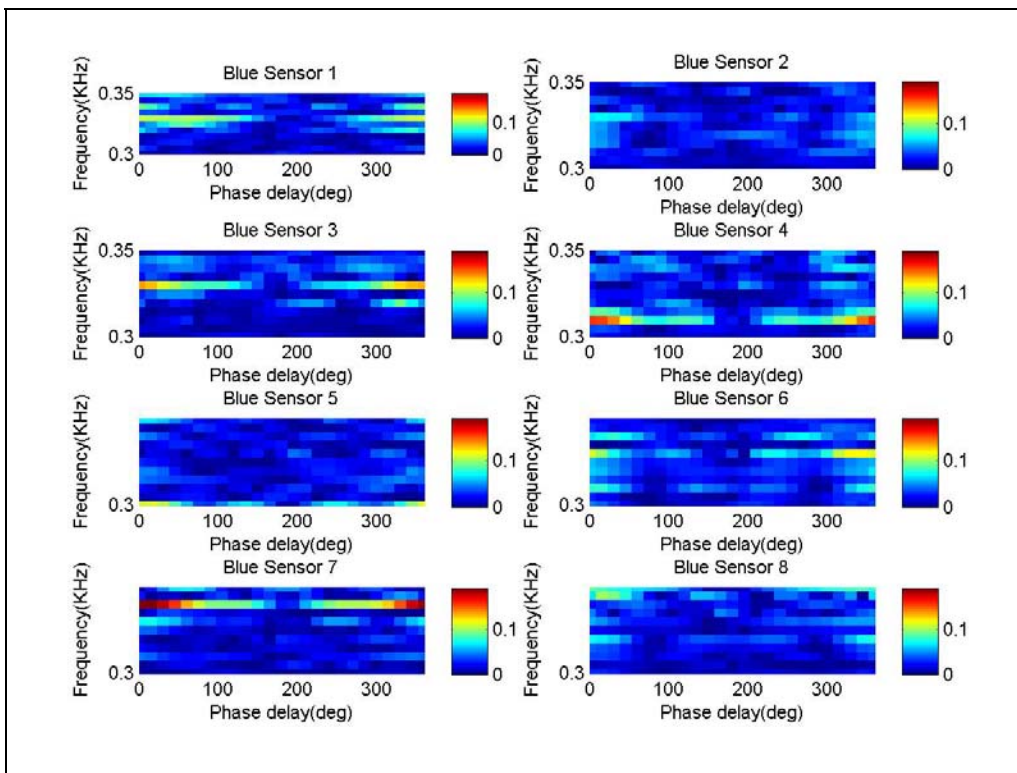 Blue Sensor 1
Frequency(KHz)
0.35
0.3
0 100 200 300
Phase delay(deg)
0.1
0
Blue Sensor 2
Frequency(KHz)
0.35
0.3
0 100 200 300
Phase delay(deg)
0.1
0
Blue Sensor 3
Frequency(KHz)
0.35
0.3
0 100 200 300
Phase delay(deg)
0.1
0
Blue Sensor 4
Frequency(KHz)
0.35
0.3
0 100 200 300
Phase delay(deg)
0.1
0
Blue Sensor 5
Frequency(KHz)
0.3
0 100 200 300
Phase delay(deg)
0.1
0
Blue Sensor 6
Frequency(KHz)
0.3
0 100 200 300
Phase delay(deg)
0.1
0
Blue Sensor 7
Frequency(KHz)
0.3
0 100 200 300
Phase delay(deg)
0.1
0
Blue Sensor 8
Frequency(KHz)
0.3
0 100 200 300
Phase delay(deg)
0.1
0